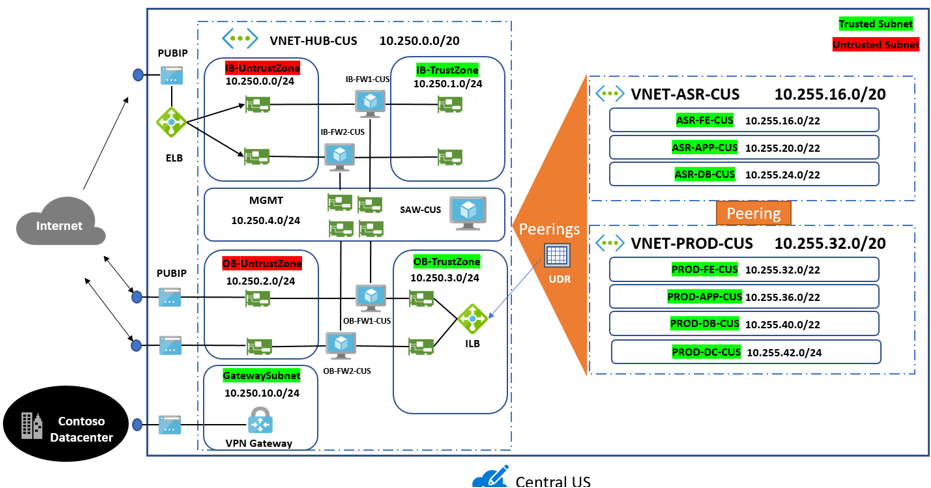 Trusted Subnet
Untrusted Subnet
VNET-HUB-CUS 10.250.0.0/20
PUBIP
IB-UntrustZone
10.250.0.0/24
IB-FW1-CUS
IB-TrustZone
10.250.1.0/24
IB-FW2-CUS
ELB
MGMT
10.250.4.0/24
SAW-CUS
Internet
PUBIP
OB-UntrustZone
10.250.2.0/24
OB-TrustZone
10.250.3.0/24
OB-FW1-CUS
ILB
OB-FW2-CUS
GatewaySubnet
10.250.10.0/24
VPN Gateway
Contoso
Datacenter
Peerings
UDR
VNET-ASR-CUS 10.255.16.0/20
ASR-FE-CUS 10.255.16.0/22
ASR-APP-CUS 10.255.20.0/22
ASR-DB-CUS 10.255.24.0/22
Peering
VNET-PROD-CUS 10.255.32.0/20
PROD-FE-CUS 10.255.32.0/22
PROD-APP-CUS 10.255.36.0/22
PROD-DB-CUS 10.255.40.0/22
PROD-DC-CUS 10.255.42.0/24
Central US